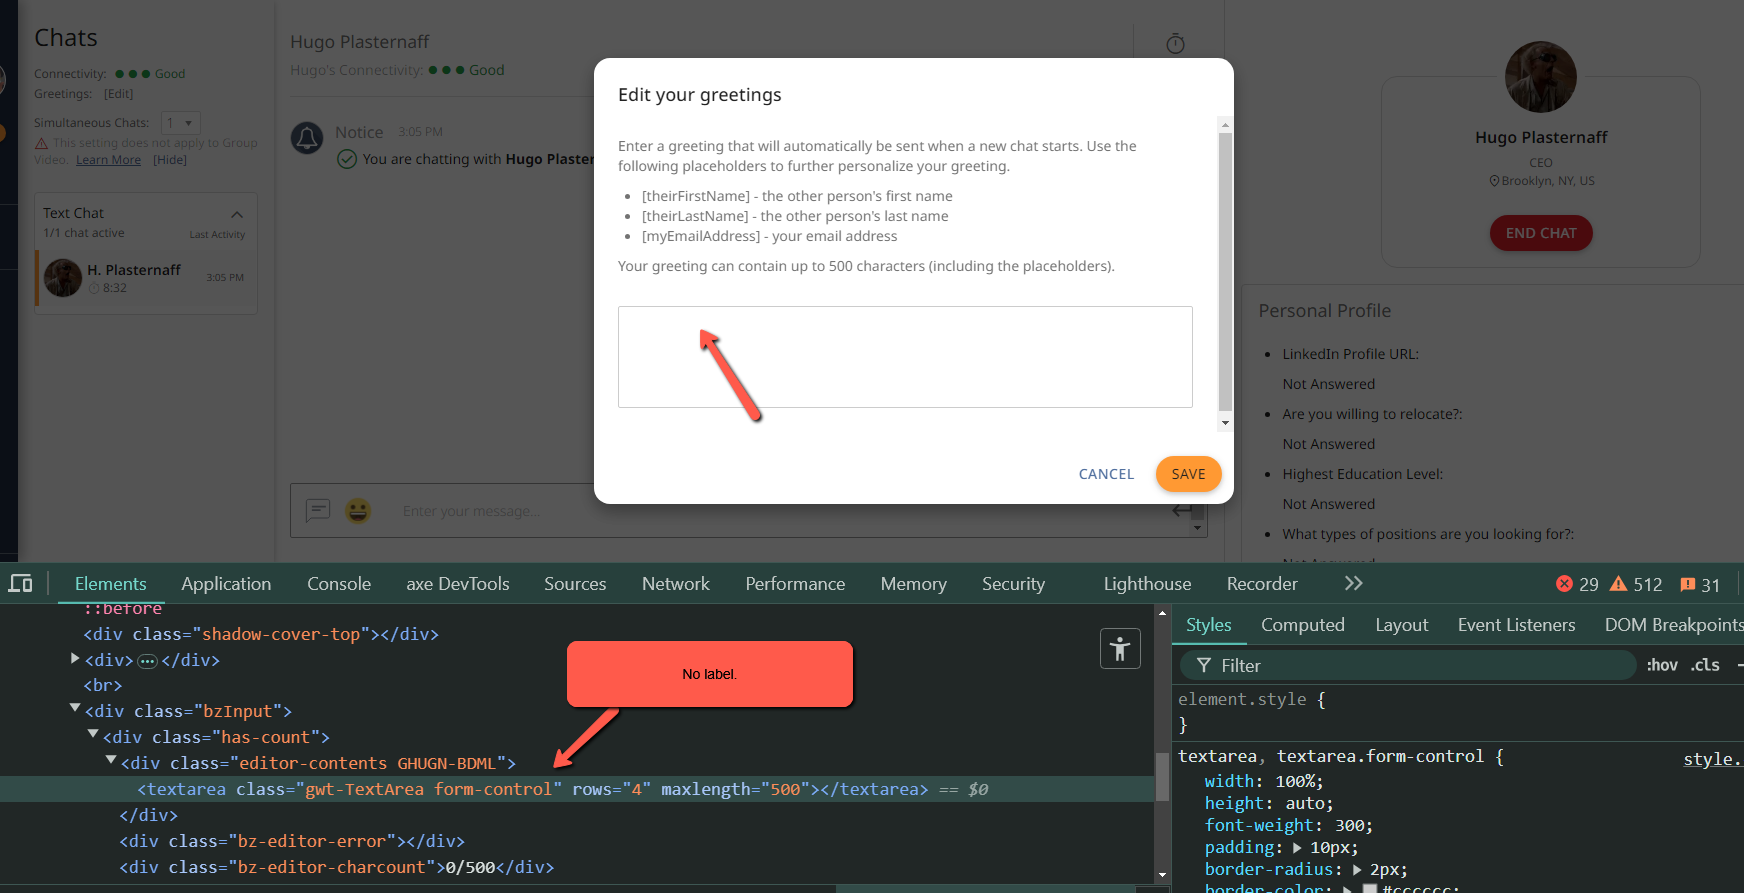 Chats
Connectivity: Good
Greetings: [Edit]
Simultaneous Chats: 1
This setting does not apply to Group
Video. Learn More [Hide]
Text Chat
1/1 chat active
Last Activity
H. Plasternaff
8:32
3:05 PM
Hugo Plasternaff
Hugo's Connectivity: Good
Notice 3:05 PM
You are chatting with Hugo Plaster
Enter your message...
Edit your greetings
Enter a greeting that will automatically be sent when a new chat starts. Use the
following placeholders to further personalize your greeting.
[theirFirstName] - the other person's first name
[theirLastName] - the other person's last name
[myEmailAddress] - your email address
Your greeting can contain up to 500 characters (including the placeholders).
CANCEL
SAVE
Hugo Plasternaff
CEO
Brooklyn, NY, US
END CHAT
Personal Profile
LinkedIn Profile URL:
Not Answered
Are you willing to relocate?:
Not Answered
Highest Education Level:
Not Answered
What types of positions are you looking for?:
Elements Application Console axe DevTools Sources Network Performance Memory Security Lighthouse Recorder 29 512 31
::before
<div class="shadow-cover-top"></div>
<div>…</div>
<br>
<div class="bzInput">
<div class="has-count">
<div class="editor-contents GHUGN-BDML">
<textarea class="gwt-TextArea form-control" rows="4" maxlength="500"></textarea> == $0
</div>
<div class="bz-editor-error"></div>
<div class="bz-editor-charcount">0/500</div>
No label.
Styles Computed Layout Event Listeners DOM Breakpoints
Filter :hov .cls
element.style {
}
textarea, textarea.form-control { style.
width: 100%;
height: auto;
font-weight: 300;
padding: 10px;
border-radius: 2px;
border-color: #cccccc;